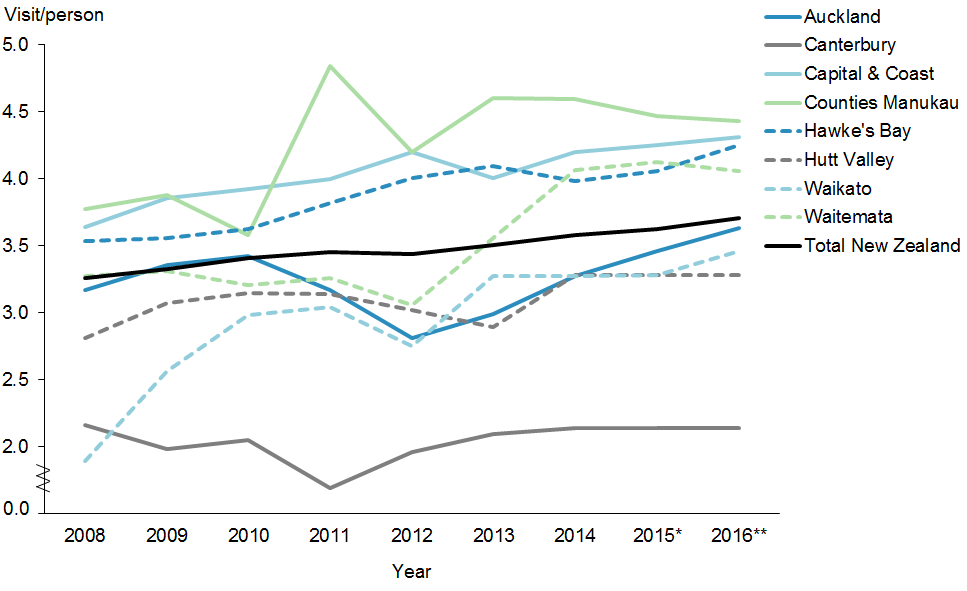 Visit/person
5.0
4.5
4.0
3.5
3.0
2.5
2.0
0.0
2008 2009 2010 2011 2012 2013 2014 2015* 2016**
Year
Auckland
Canterbury
Capital & Coast
Counties Manukau
Hawke's Bay
Hutt Valley
Waikato
Waitemata
Total New Zealand